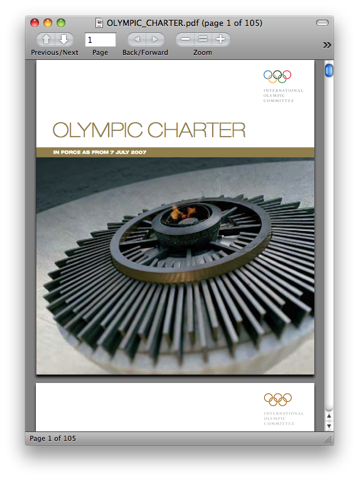 OLYMPIC_CHARTER.pdf (page 1 of 105)
1
Previous/Next Page Back/Forward Zoom
INTERNATIONAL
OLYMPIC
COMMITTEE
OLYMPIC CHARTER
IN FORCE AS FROM 7 JULY 2007
INTERNATIONAL
OLYMPIC
COMMITTEE
Page 1 of 105